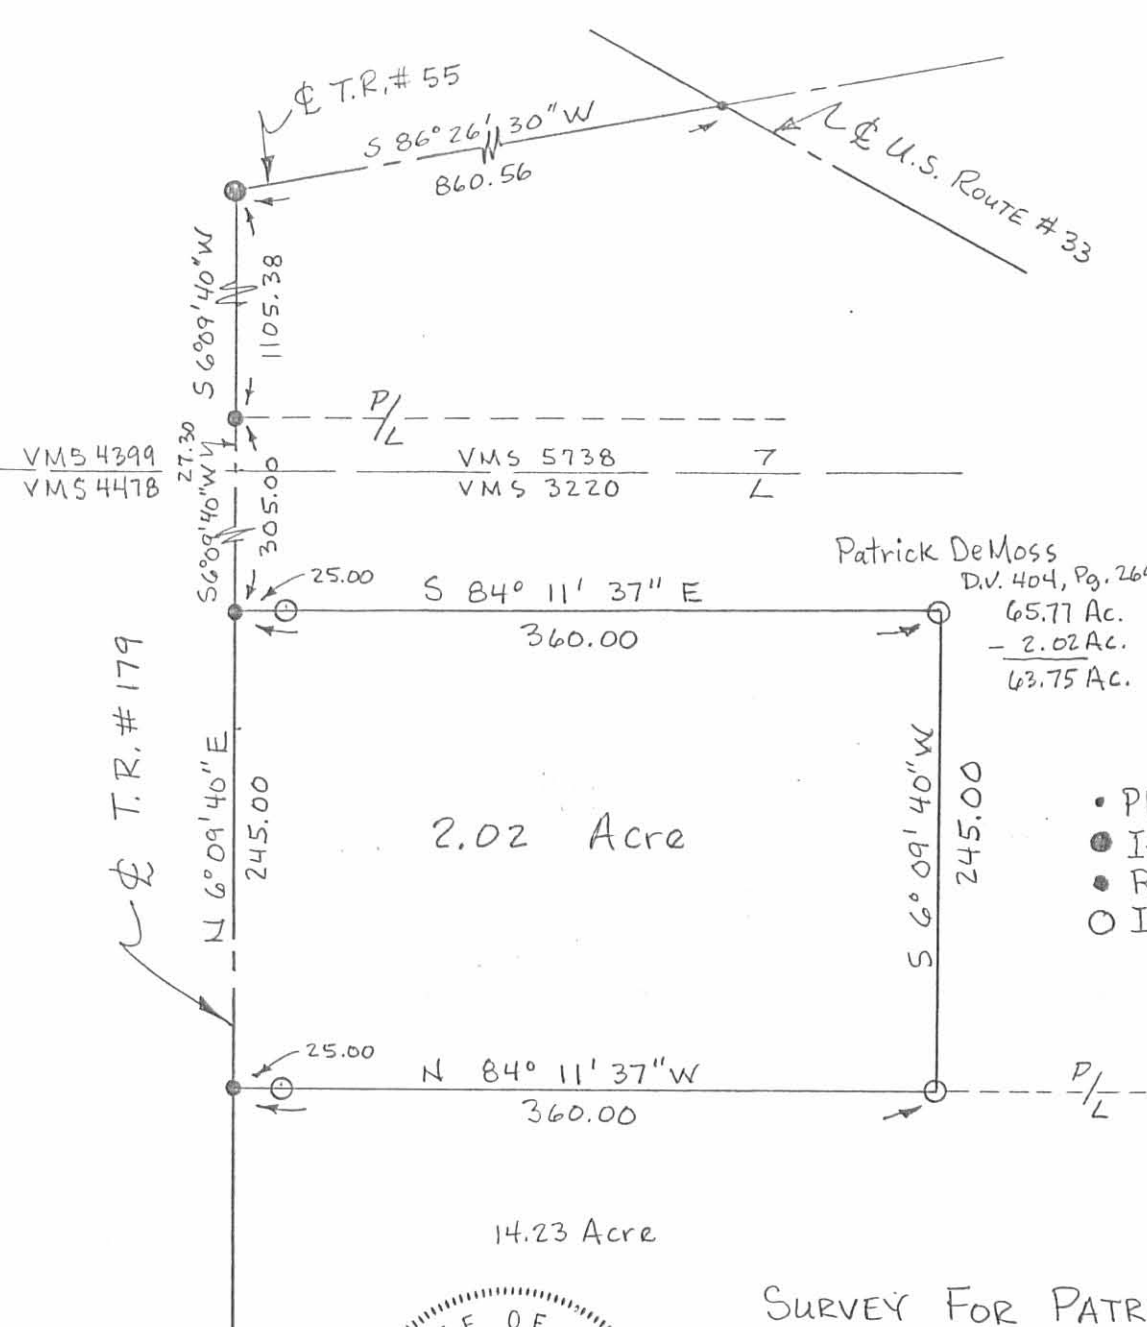 ℄ T.R. # 55
S 86° 26' 30" W
860.56
℄ U.S. ROUTE # 33
S 6°09'40"W
1105.38
P/L
27.30
VMS 4399
VMS 4478
VMS 5738
VMS 3220
7
L
S 6°09'40"W
305.00
Patrick DeMoss
D.V. 404, Pg.
65.77 Ac.
- 2.02 Ac.
63.75 Ac.
25.00
S 84° 11' 37" E
360.00
℄ T.R. # 179
N 6°09'40"E
245.00
2.02 Acre
S 6° 09' 40" W
245.00
25.00
N 84° 11' 37" W
360.00
P/L
14.23 Acre
OF
SURVEY FOR PATR